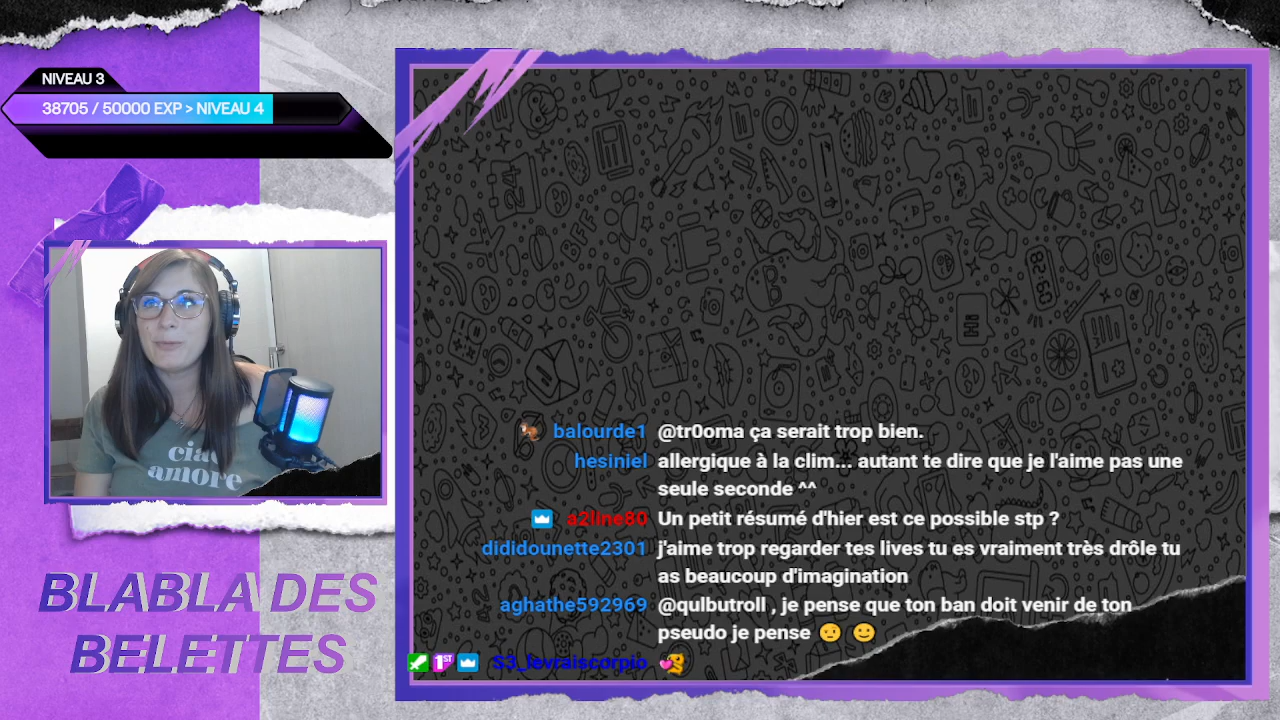 NIVEAU 3
38705 / 50000 EXP > NIVEAU 4
ciao
amore
BLABLA DES
BELETTES
balourde1 @tr0oma ça serait trop bien.
hesiniel allergique à la clim... autant te dire que je l'aime pas une
seule seconde ^^
a2line80 Un petit résumé d'hier est ce possible stp ?
dididounette2301 j'aime trop regarder tes lives tu es vraiment très drôle tu
as beaucoup d'imagination
aghathe592969 @qulbutroll , je pense que ton ban doit venir de ton
pseudo je pense 🤨 🙂
1ST S3_levraiscorpio 😘